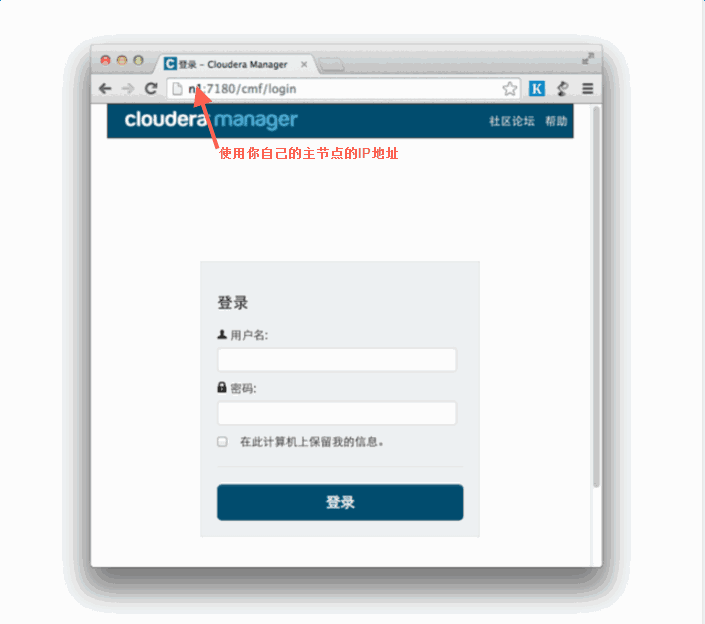 登录 - Cloudera Manager
n1:7180/cmf/login
K
cloudera manager
社区论坛 帮助
使用你自己的主节点的IP地址
登录
用户名:
密码:
在此计算机上保留我的信息。
登录